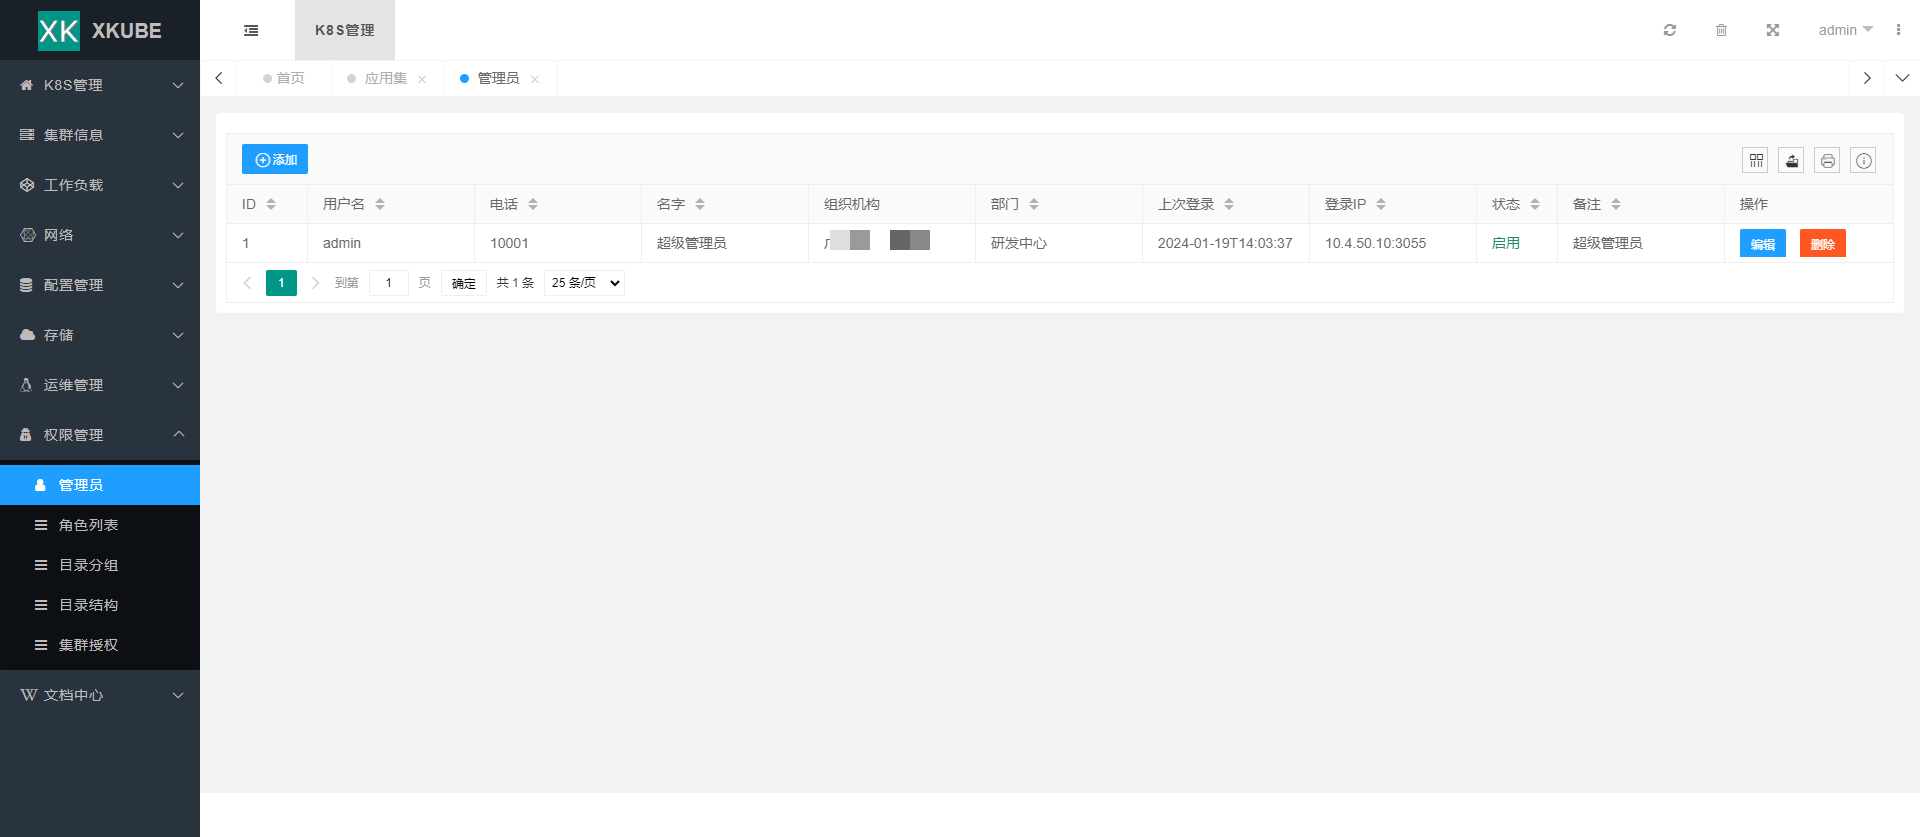 XK XKUBE
K8S管理
admin
首页
应用集
管理员
K8S管理
集群信息
工作负载
网络
配置管理
存储
运维管理
权限管理
管理员
角色列表
目录分组
目录结构
集群授权
文档中心
添加
ID 用户名 电话 名字 组织机构 部门 上次登录 登录IP 状态 备注 操作
1 admin 10001 超级管理员 研发中心 2024-01-19T14:03:37 10.4.50.10:3055 启用 超级管理员 编辑 删除
1 到第 1 页 确定 共 1 条 25 条/页